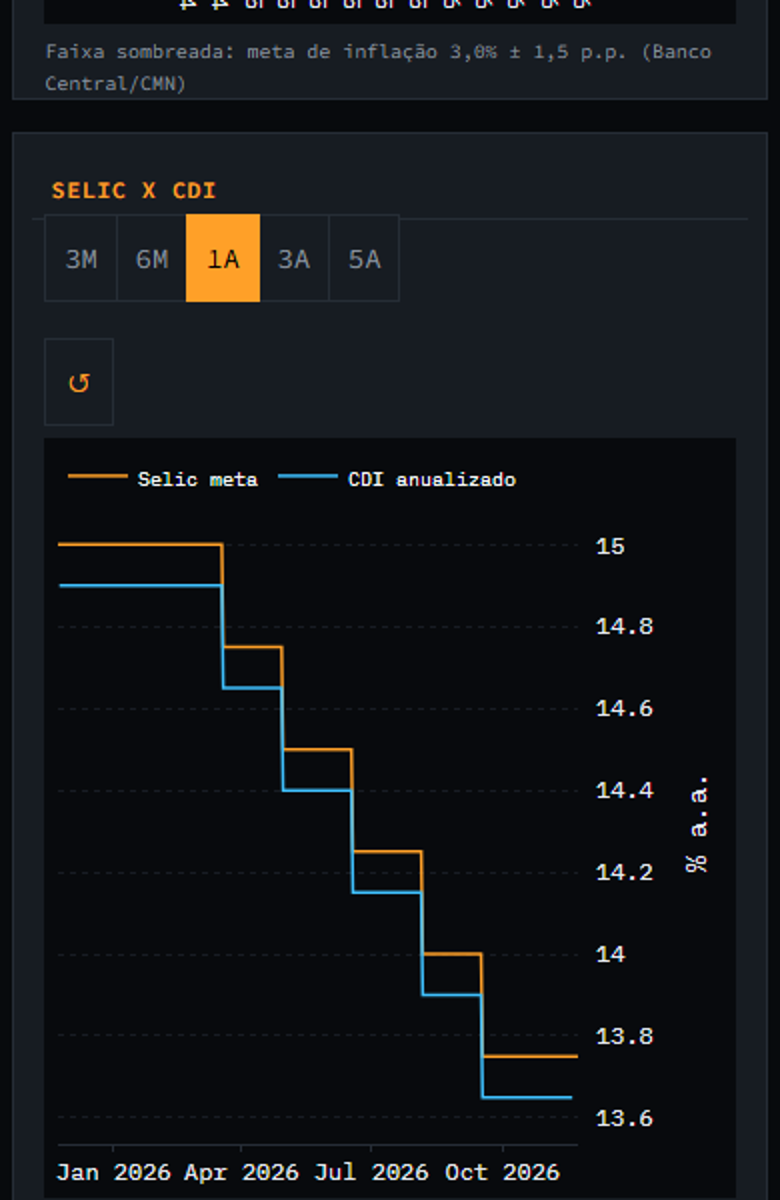 Faixa sombreada: meta de inflação 3,0% ± 1,5 p.p. (Banco
Central/CMN)
SELIC X CDI
3M 6M 1A 3A 5A
↺
Selic meta CDI anualizado
15
14.8
14.6
14.4
14.2
14
13.8
13.6
% a.a.
Jan 2026 Apr 2026 Jul 2026 Oct 2026